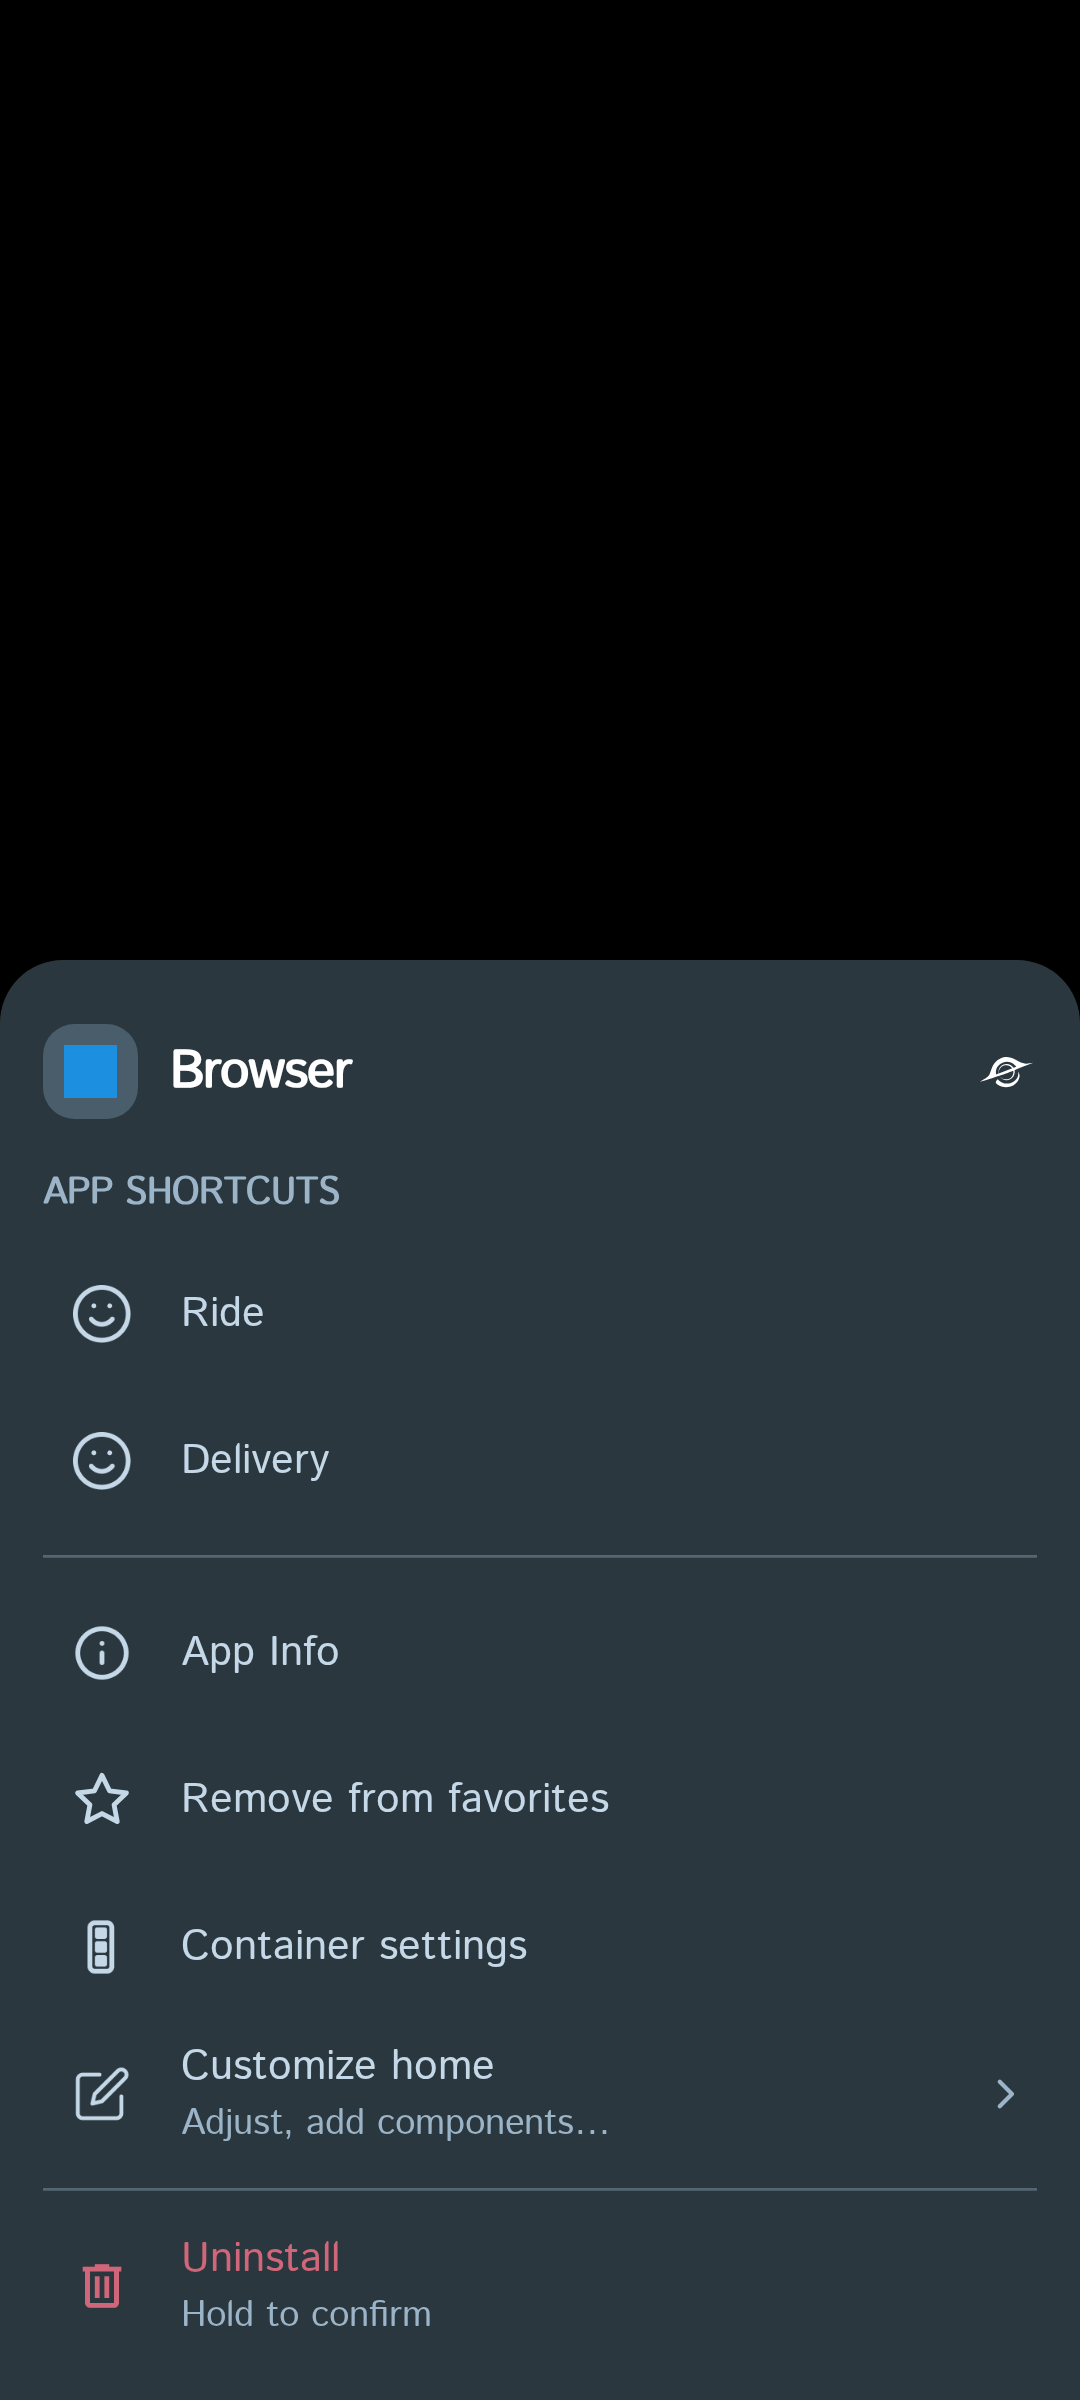 Browser
APP SHORTCUTS
Ride
Delivery
App Info
Remove from favorites
Container settings
Customize home
Adjust, add components...
Uninstall
Hold to confirm